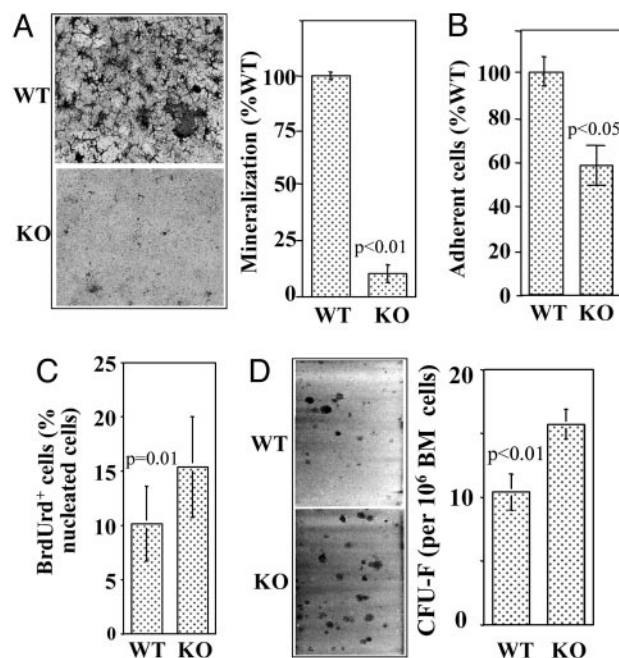 A
WT
KO
Mineralization (%WT)
100
75
50
25
0
p<0.01
WT KO
B
Adherent cells (%WT)
100
80
60
40
20
0
p<0.05
WT KO
C
BrdUrd⁺ cells (%
nucleated cells)
25
20
15
10
5
0
p=0.01
WT KO
D
WT
KO
CFU-F (per 10⁶ BM cells)
20
10
0
p<0.01
WT KO